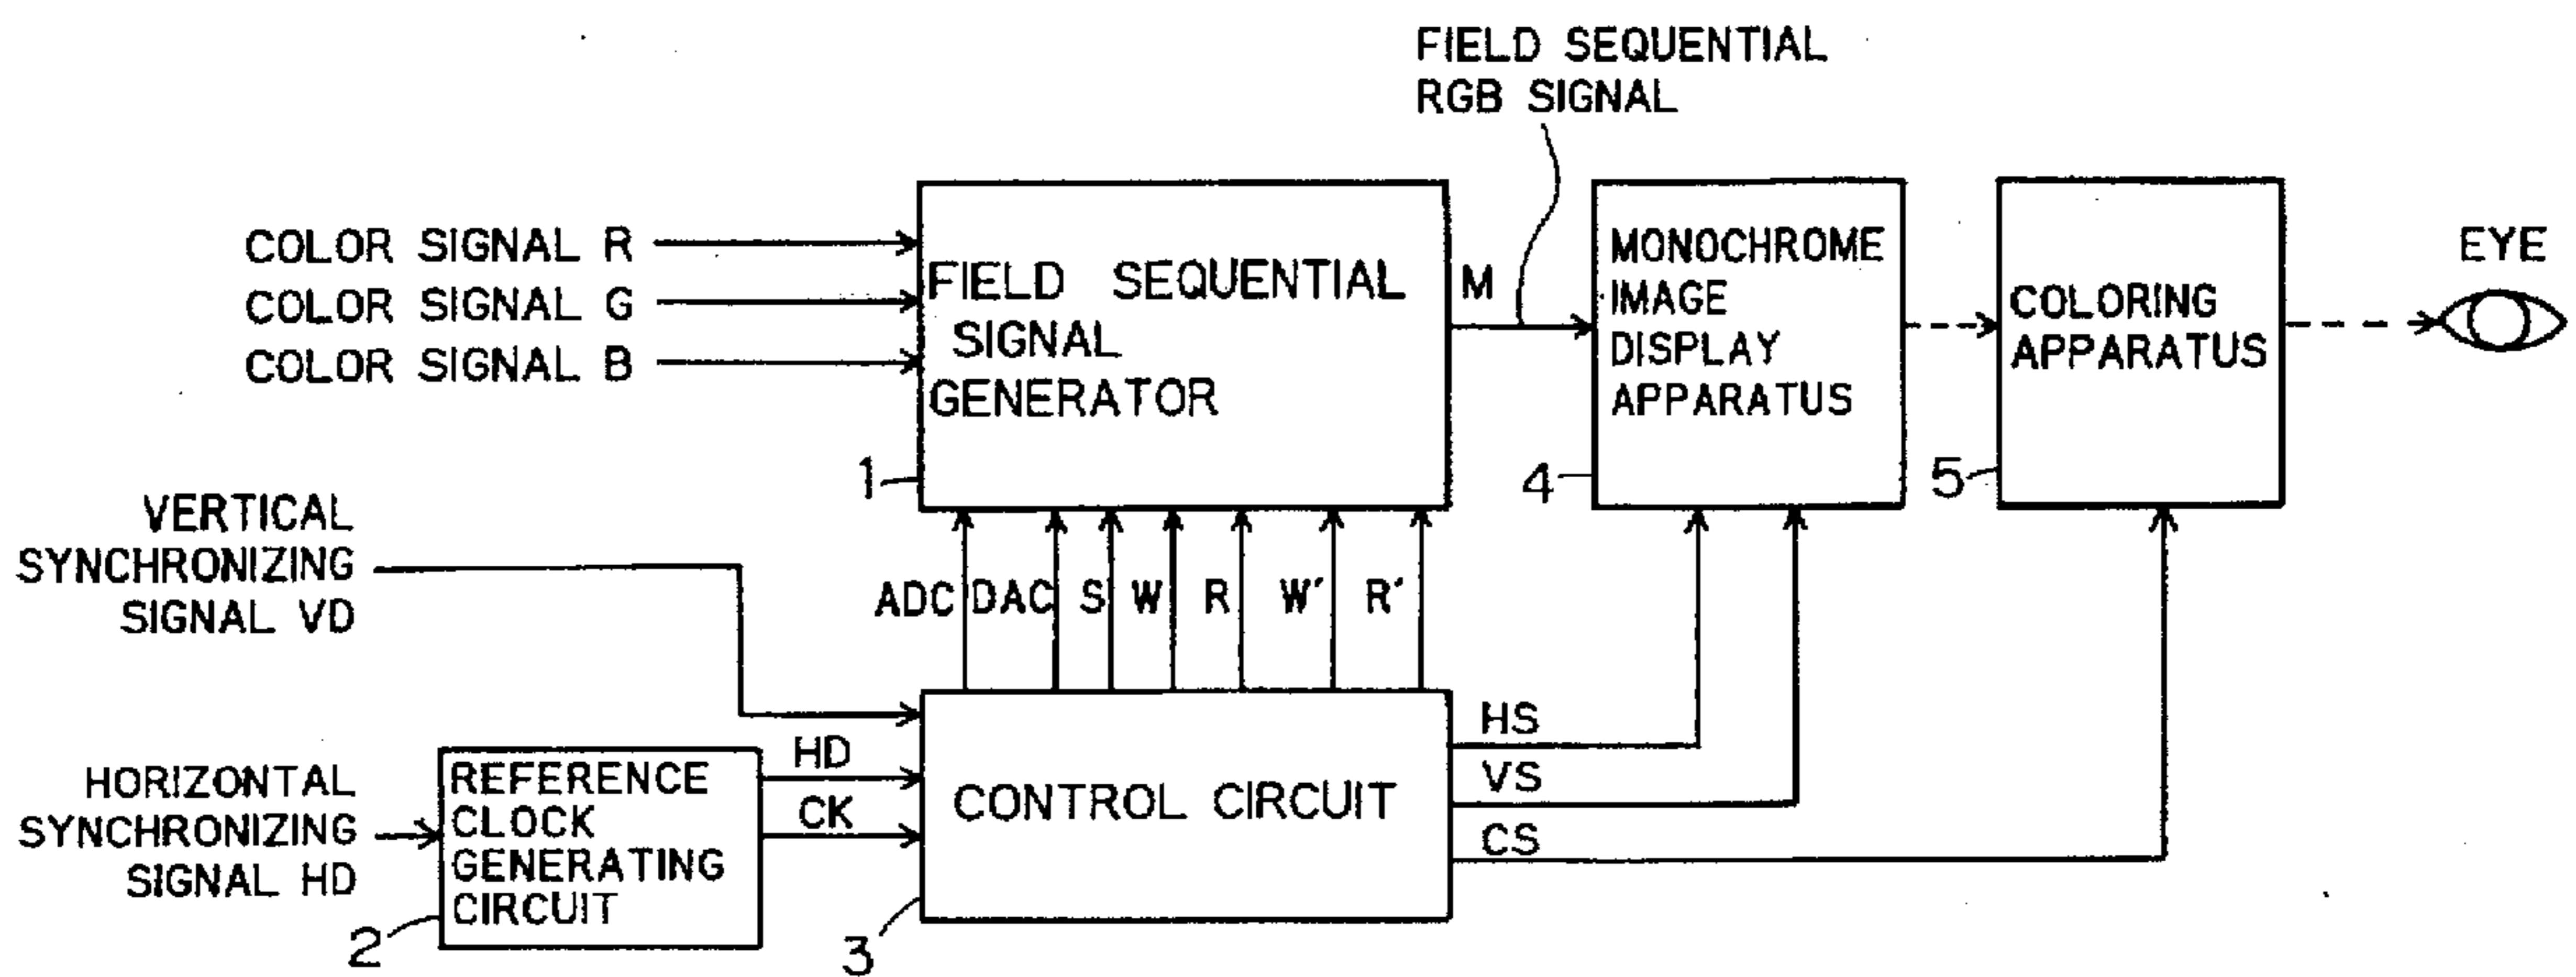 FIELD SEQUENTIAL
RGB SIGNAL
COLOR SIGNAL R
COLOR SIGNAL G
COLOR SIGNAL B
FIELD SEQUENTIAL
SIGNAL
GENERATOR
1
M
MONOCHROME
IMAGE
DISPLAY
APPARATUS
4
COLORING
APPARATUS
5
EYE
VERTICAL
SYNCHRONIZING
SIGNAL VD
ADC DAC S W R W' R'
HORIZONTAL
SYNCHRONIZING
SIGNAL HD
REFERENCE
CLOCK
GENERATING
CIRCUIT
2
HD
CK
CONTROL CIRCUIT
3
HS
VS
CS